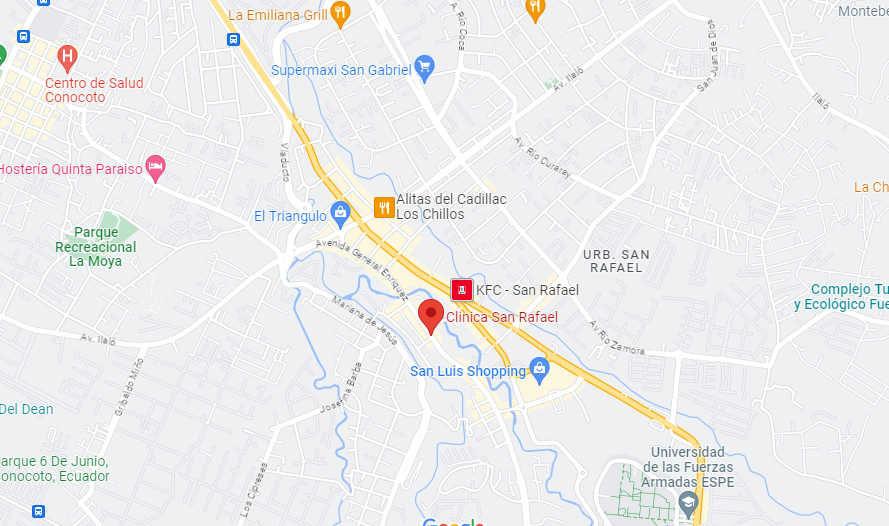 La Emiliana Grill
Montebe
Av. Río Coca
Supermaxi San Gabriel
Av. Ilaló
San Juan de Dios
Ilaló
H
Centro de Salud
Conocoto
Viaducto
Av. Río Curaray
Hostería Quinta Paraiso
La Ch
Alitas del Cadillac
Los Chillos
El Triangulo
Parque
Recreacional
La Moya
Avenida General Enríquez
URB. SAN
RAFAEL
KFC - San Rafael
Complejo Tu
y Ecológico Fue
Mariana de Jesús
Clinica San Rafael
Av. Ilaló
Av Río Zamora
San Luis Shopping
Gribaldo Miño
Josefina Barba
Del Dean
Los Cipreses
Parque 6 De Junio,
Conocoto, Ecuador
Universidad
de las Fuerzas
Armadas ESPE
Google